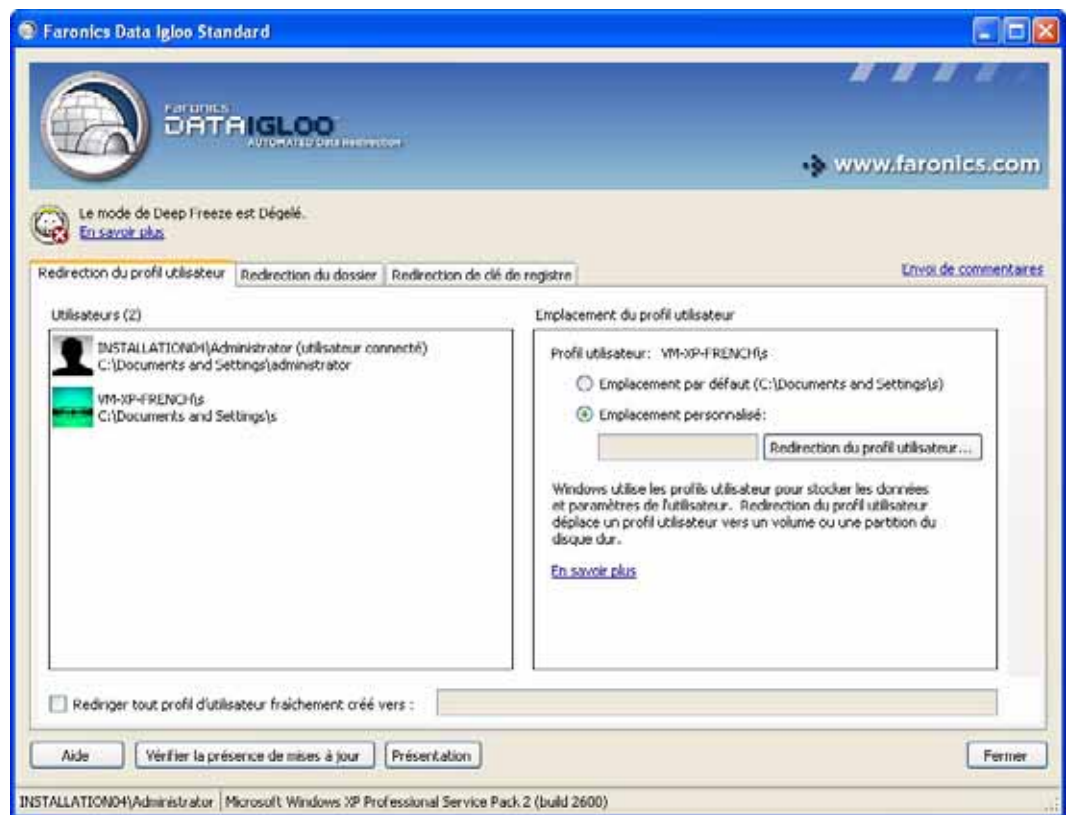 Faronics Data Igloo Standard
FARONICS
DATA IGLOO
AUTOMATED Data Redirection
www.faronics.com
Le mode de Deep Freeze est Dégelé.
En savoir plus
Redirection du profil utilisateur
Redirection du dossier
Redirection de clé de registre
Envoi de commentaires
Utilisateurs (2)
INSTALLATION04\Administrator (utilisateur connecté)
C:\Documents and Settings\administrator
VM-XP-FRENCH\s
C:\Documents and Settings\s
Emplacement du profil utilisateur
Profil utilisateur: VM-XP-FRENCH\s
Emplacement par défaut (C:\Documents and Settings\s)
Emplacement personnalisé:
Redirection du profil utilisateur...
Windows utilise les profils utilisateur pour stocker les données
et paramètres de l'utilisateur. Redirection du profil utilisateur
déplace un profil utilisateur vers un volume ou une partition du
disque dur.
En savoir plus
Rediriger tout profil d'utilisateur fraîchement créé vers :
Aide
Vérifier la présence de mises à jour
Présentation
Fermer
INSTALLATION04\Administrator
Microsoft Windows XP Professional Service Pack 2 (build 2600)